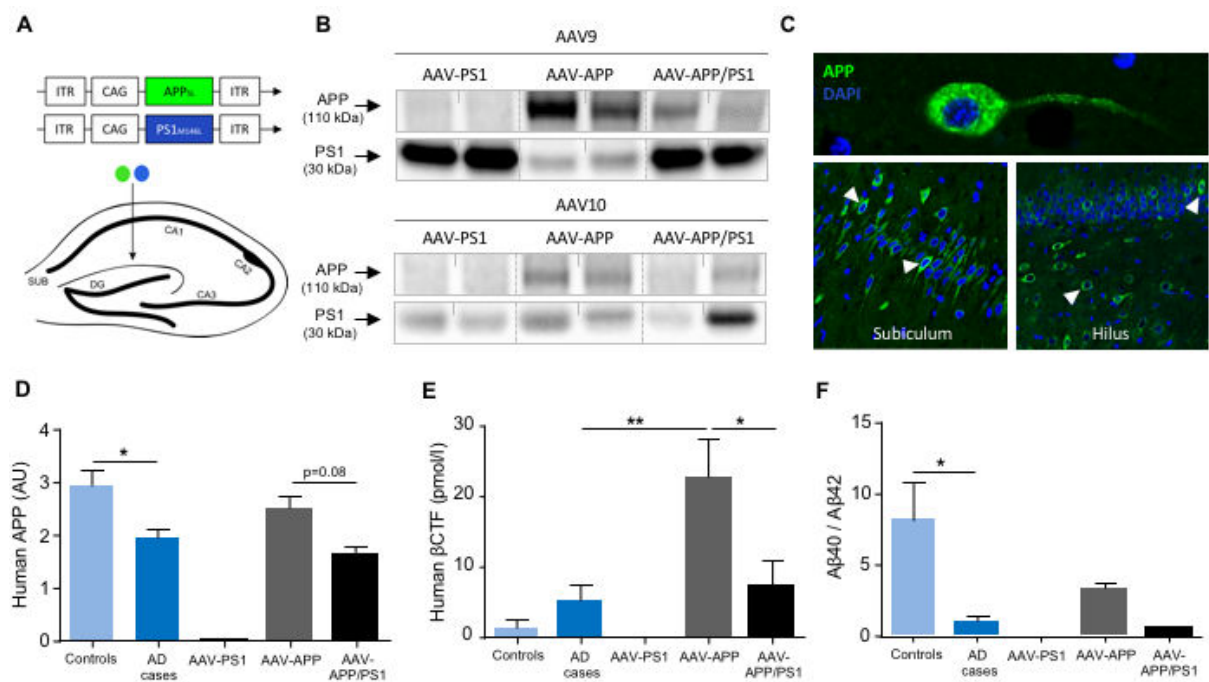 A
ITR CAG APPSL ITR
ITR CAG PS1M146L ITR
CA1
CA2
SUB
DG
CA3
B
AAV9
AAV-PS1 AAV-APP AAV-APP/PS1
APP
(110 kDa)
PS1
(30 kDa)
AAV10
AAV-PS1 AAV-APP AAV-APP/PS1
APP
(110 kDa)
PS1
(30 kDa)
C
APP
DAPI
Subiculum
Hilus
D
Human APP (AU)
4
3
2
1
0
*
p=0.08
Controls
AD
cases
AAV-PS1
AAV-APP
AAV-
APP/PS1
E
Human βCTF (pmol/l)
30
20
10
0
**
*
Controls
AD
cases
AAV-PS1
AAV-APP
AAV-
APP/PS1
F
Aβ40 / Aβ42
15
10
5
0
*
Controls
AD
cases
AAV-PS1
AAV-APP
AAV-
APP/PS1